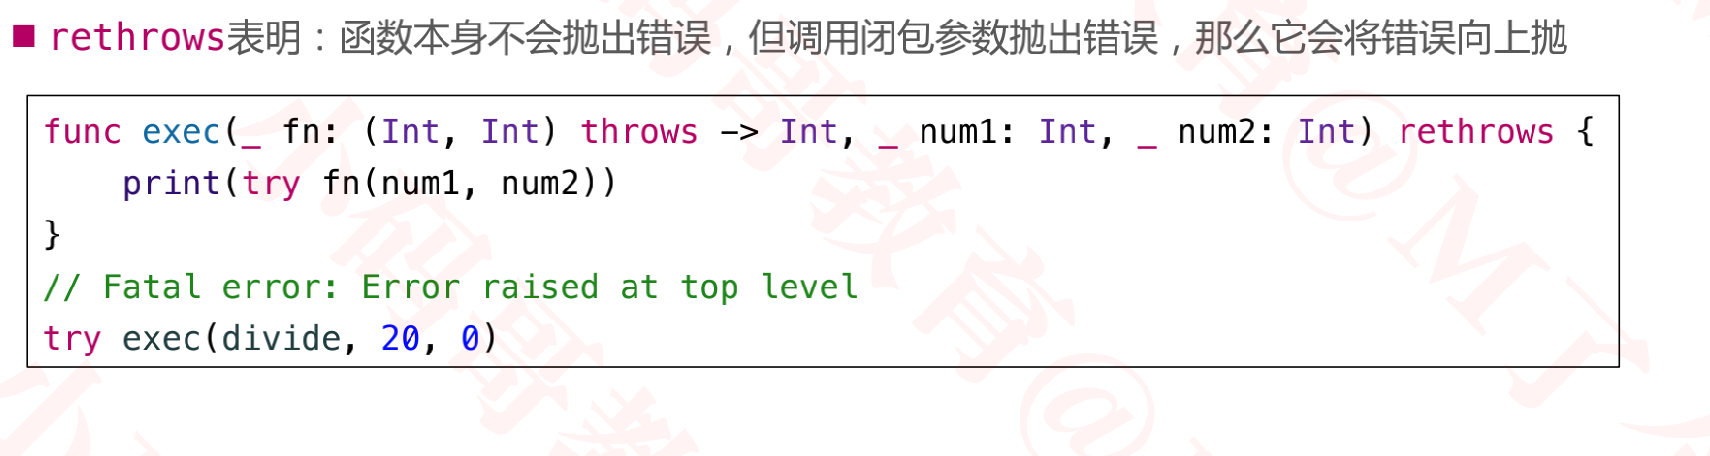 rethrows表明：函数本身不会抛出错误，但调用闭包参数抛出错误，那么它会将错误向上抛
func exec(_ fn: (Int, Int) throws -> Int, _ num1: Int, _ num2: Int) rethrows {
    print(try fn(num1, num2))
}
// Fatal error: Error raised at top level
try exec(divide, 20, 0)